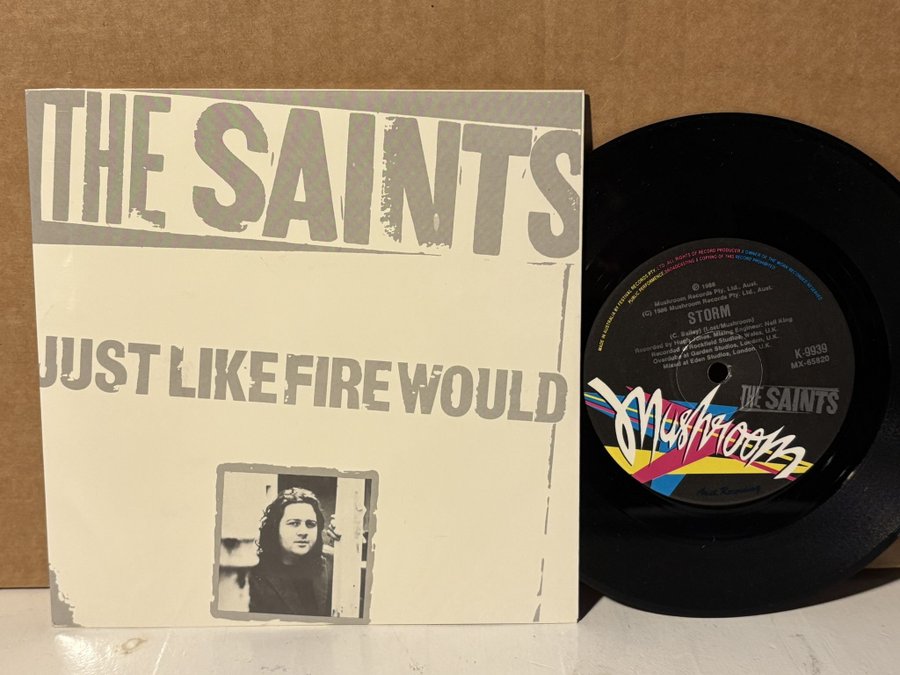 THE SAINTS
JUST LIKE FIRE WOULD
MADE IN AUSTRALIA BY FESTIVAL RECORDS PTY. LTD. ALL RIGHTS OF RECORD PRODUCER & OWNER OF THE WORK RECORDED RESERVED
PUBLIC PERFORMANCE BROADCASTING & COPYING OF THIS RECORD PROHIBITED
Ⓟ 1986
Mushroom Records Pty. Ltd., Aust.
(C) 1986 Mushroom Records Pty. Ltd., Aust.
STORM
(C. Bailey) (Lost/Mushroom)
Recorded by Hugh Jones. Mixing Engineer: Neil King
Recorded at Rockfield Studios, Wales, U.K.
Overdubs at Garden Studios, London, U.K.
Mixed at Eden Studios, London, U.K.
K-9939
MX-65820
THE SAINTS
Mushroom